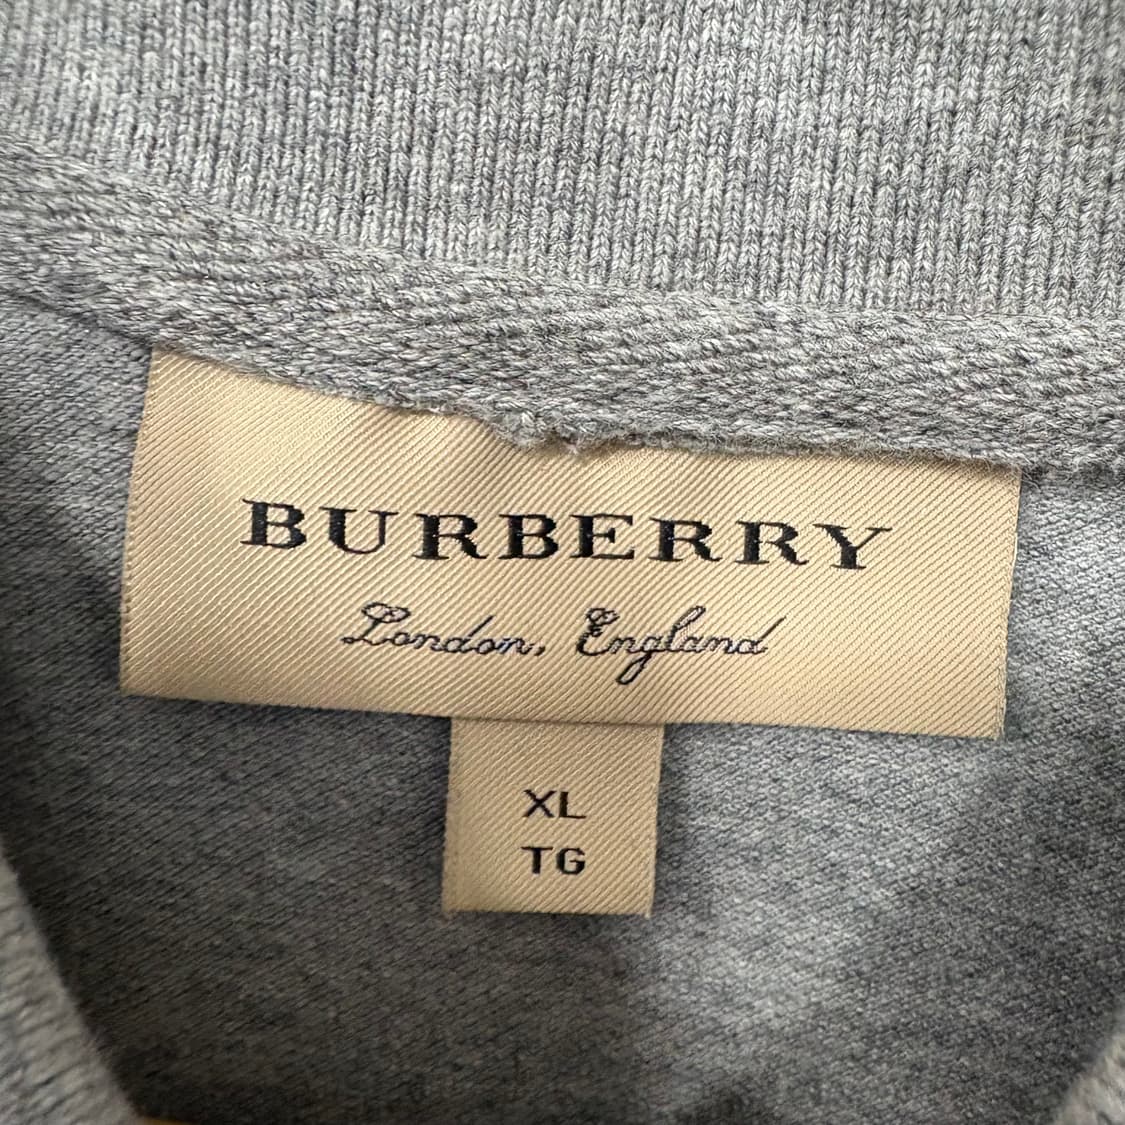 BURBERRY
London, England
XL
TG